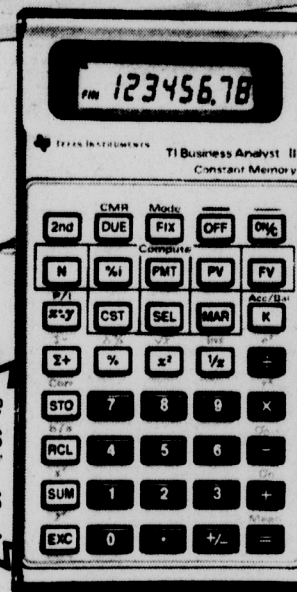 FIN 123456.78
TEXAS INSTRUMENTS
TI Business Analyst II
Constant Memory
CMR Mode
2nd DUE FIX OFF ON/C
Compute
N %i PMT PV FV
P/I Acc/Bal
x↔y CST SEL MAR K
Δ% √x
Σ+ % x² 1/x ÷
STO 7 8 9 ×
RCL 4 5 6 −
SUM 1 2 3 +
Mean
EXC 0 . +/− =